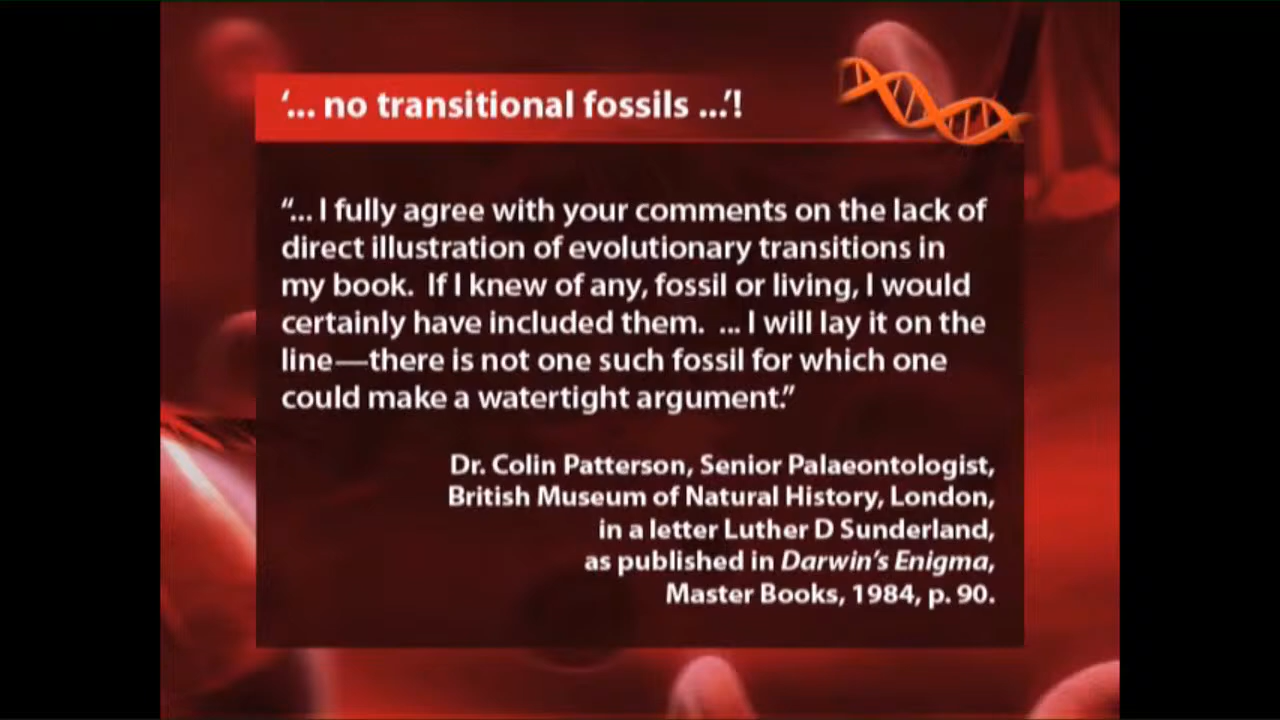 ‘... no transitional fossils ...’!
“... I fully agree with your comments on the lack of
direct illustration of evolutionary transitions in
my book.  If I knew of any, fossil or living, I would
certainly have included them.  ... I will lay it on the
line—there is not one such fossil for which one
could make a watertight argument.”
Dr. Colin Patterson, Senior Palaeontologist,
British Museum of Natural History, London,
in a letter Luther D Sunderland,
as published in Darwin’s Enigma,
Master Books, 1984, p. 90.